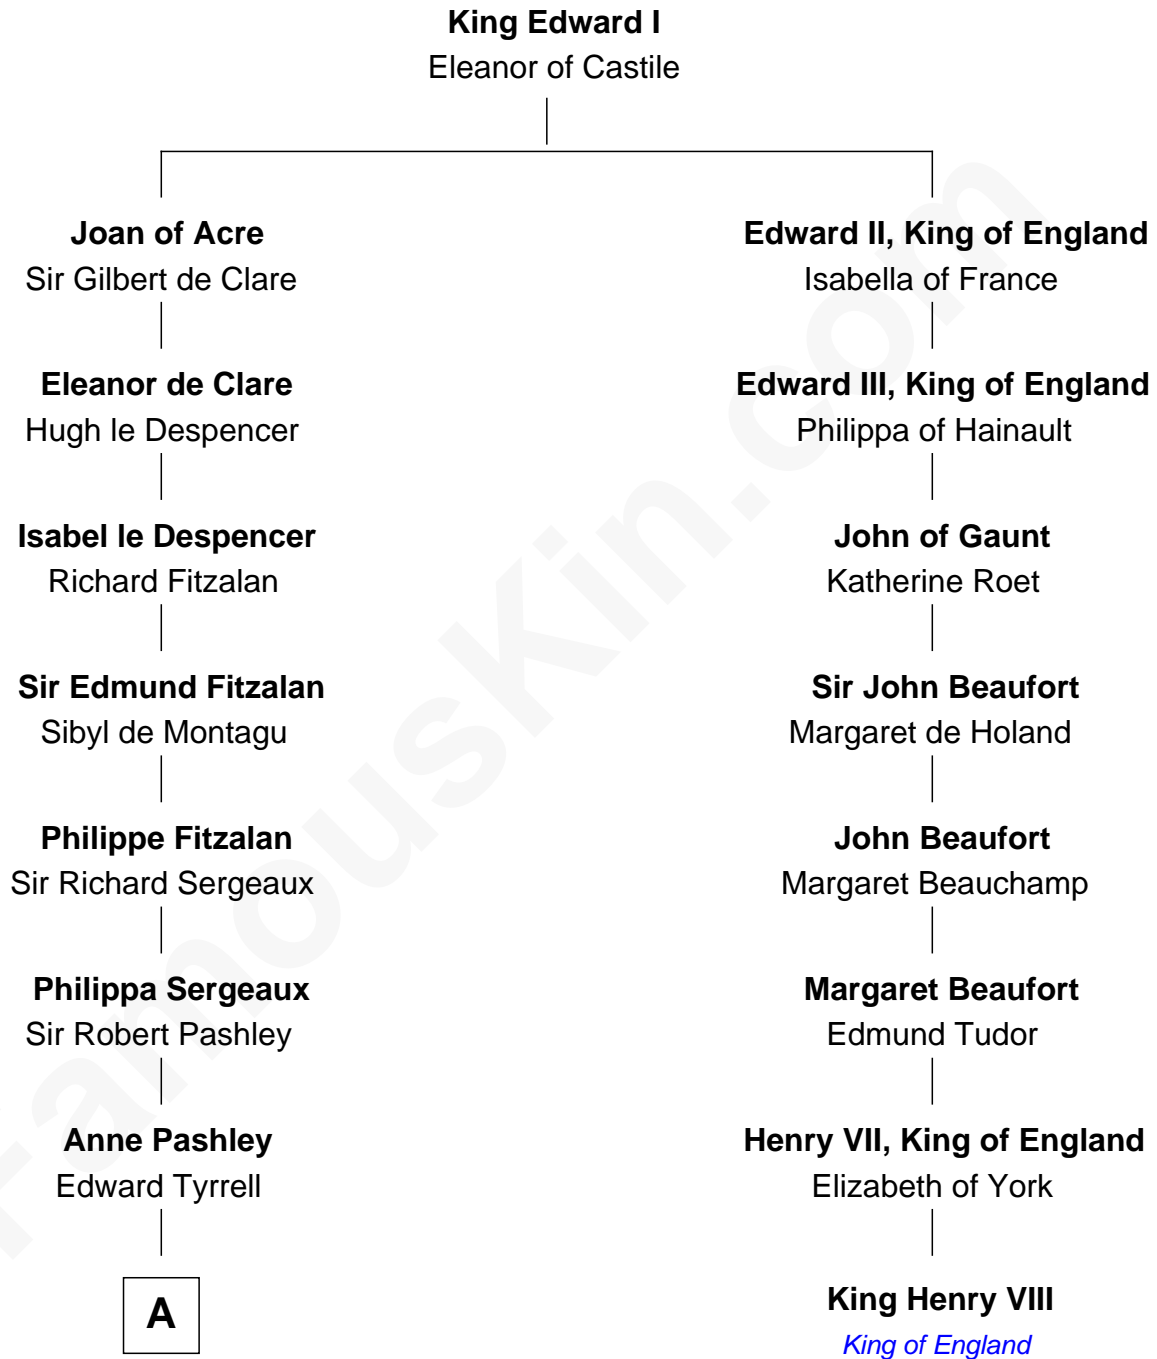 King Edward I
Eleanor of Castile
Joan of Acre
Sir Gilbert de Clare
Edward II, King of England
Isabella of France
Eleanor de Clare
Hugh le Despencer
Edward III, King of England
Philippa of Hainault
Isabel le Despencer
Richard Fitzalan
John of Gaunt
Katherine Roet
Sir Edmund Fitzalan
Sibyl de Montagu
Sir John Beaufort
Margaret de Holand
Philippe Fitzalan
Sir Richard Sergeaux
John Beaufort
Margaret Beauchamp
Philippa Sergeaux
Sir Robert Pashley
Margaret Beaufort
Edmund Tudor
Anne Pashley
Edward Tyrrell
Henry VII, King of England
Elizabeth of York
A
King Henry VIII
King of England
FamousKin.com